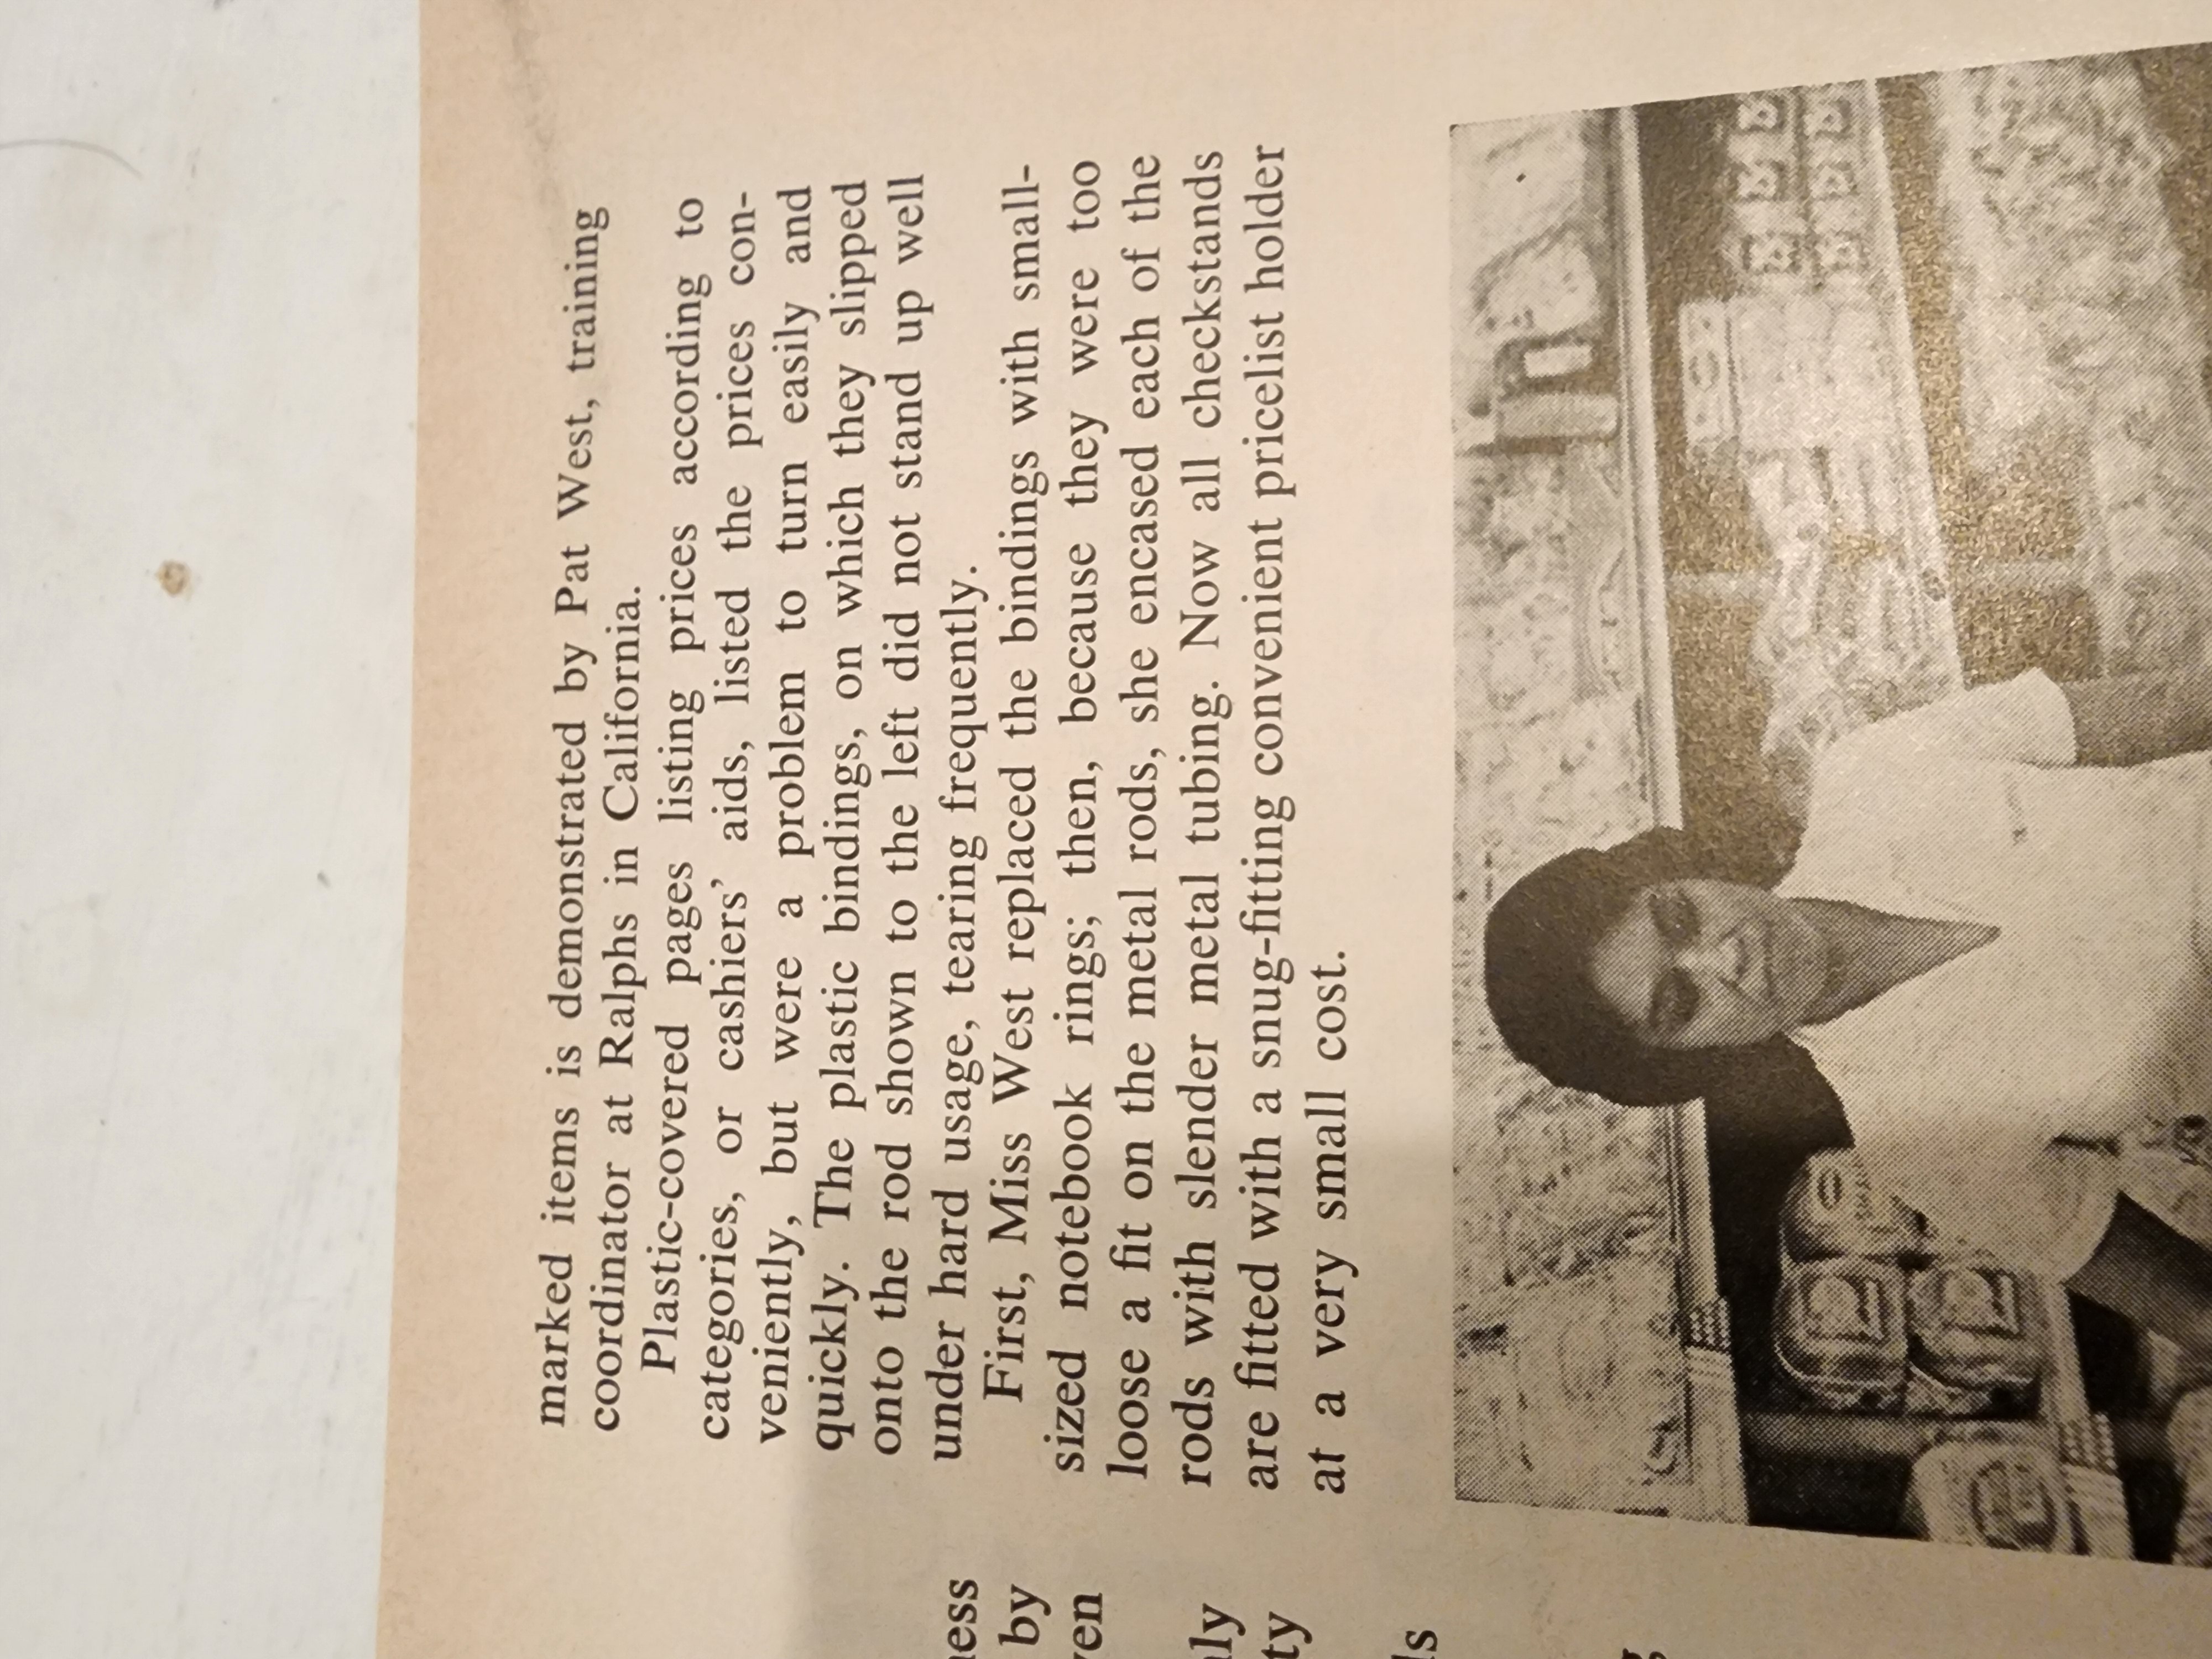 marked items is demonstrated by Pat West, training
coordinator at Ralphs in California.
Plastic-covered pages listing prices according to
categories, or cashiers' aids, listed the prices con-
veniently, but were a problem to turn easily and
quickly. The plastic bindings, on which they slipped
onto the rod shown to the left did not stand up well
under hard usage, tearing frequently.
First, Miss West replaced the bindings with small-
sized notebook rings; then, because they were too
loose a fit on the metal rods, she encased each of the
rods with slender metal tubing. Now all checkstands
are fitted with a snug-fitting convenient pricelist holder
at a very small cost.
by